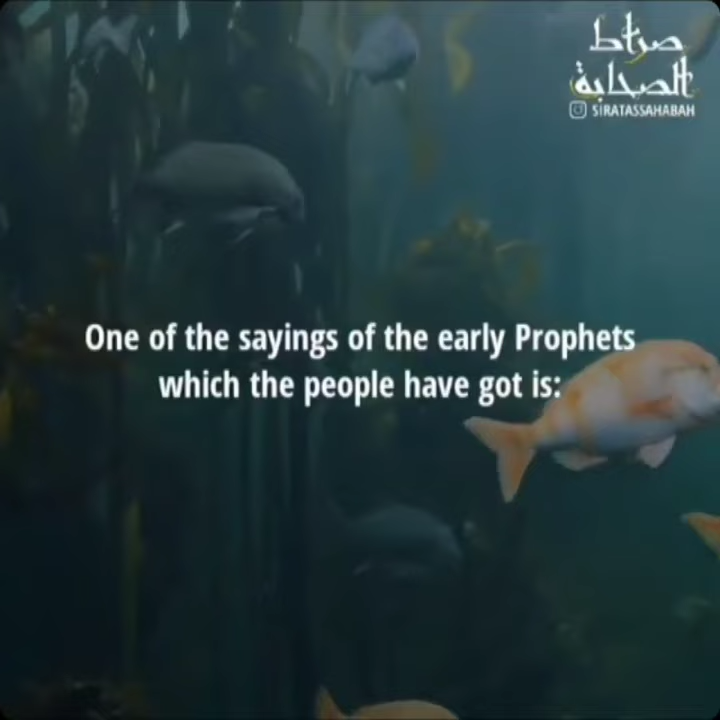 صراط
الصحابة
SIRATASSAHABAH
One of the sayings of the early Prophets
which the people have got is: